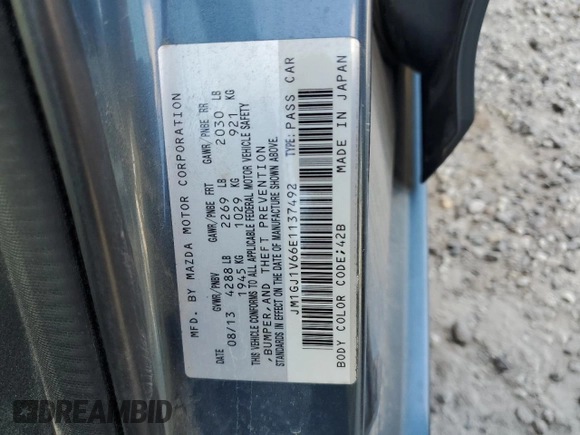 MFD. BY MAZDA MOTOR CORPORATION
DATE GVWR/PNBV GAWR/PNBE FRT GAWR/PNBE RR
08/13 4288 LB 2269 LB 2030 LB
1945 KG 1029 KG 921 KG
THIS VEHICLE CONFORMS TO ALL APPLICABLE FEDERAL MOTOR VEHICLE SAFETY
, BUMPER, AND THEFT PREVENTION
STANDARDS IN EFFECT ON THE DATE OF MANUFACTURE SHOWN ABOVE.
JM1GJ1V66E1137492 TYPE:PASS CAR
BODY COLOR CODE:42B MADE IN JAPAN
DREAMBID